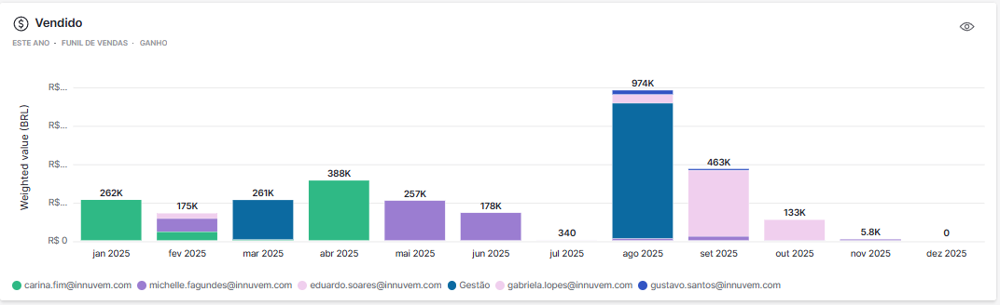 Vendido
ESTE ANO · FUNIL DE VENDAS · GANHO
Weighted value (BRL)
R$...
R$...
R$...
R$...
R$ 0
262K
175K
261K
388K
257K
178K
340
974K
463K
133K
5.8K
0
jan 2025
fev 2025
mar 2025
abr 2025
mai 2025
jun 2025
jul 2025
ago 2025
set 2025
out 2025
nov 2025
dez 2025
carina.fim@innuvem.com michelle.fagundes@innuvem.com eduardo.soares@innuvem.com Gestão gabriela.lopes@innuvem.com gustavo.santos@innuvem.com